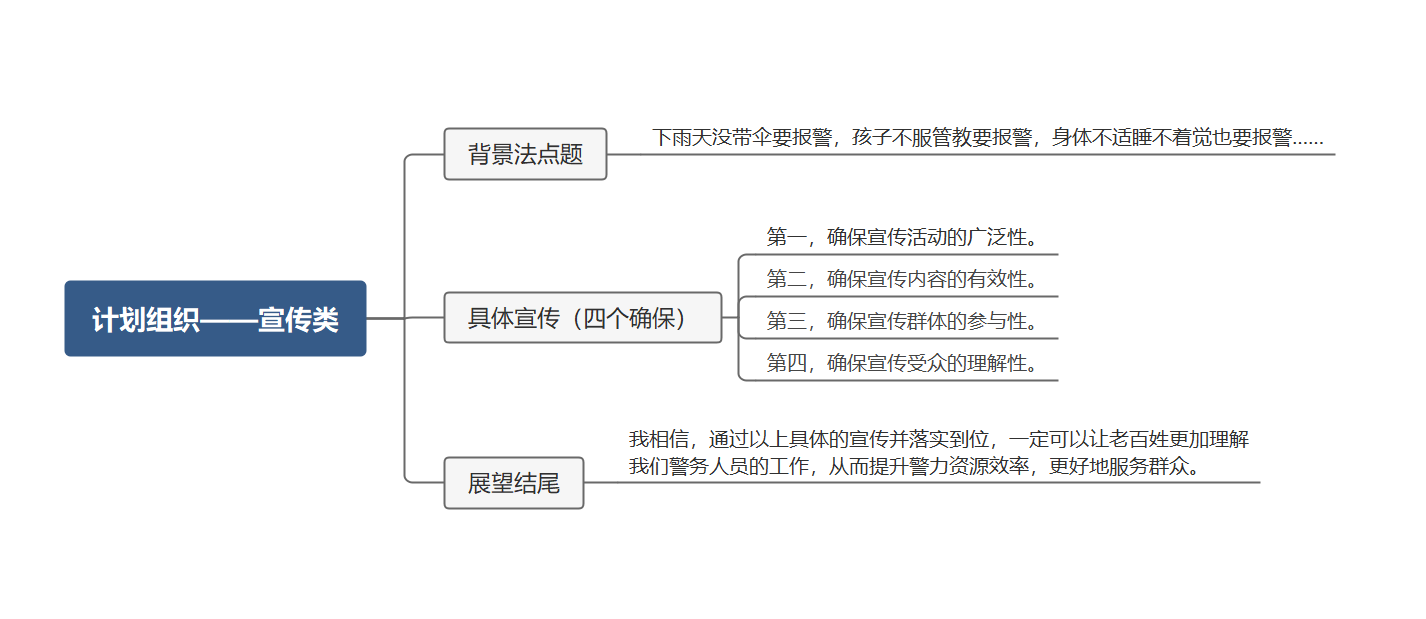 计划组织——宣传类
背景法点题
下雨天没带伞要报警，孩子不服管教要报警，身体不适睡不着觉也要报警……
具体宣传（四个确保）
第一，确保宣传活动的广泛性。
第二，确保宣传内容的有效性。
第三，确保宣传群体的参与性。
第四，确保宣传受众的理解性。
展望结尾
我相信，通过以上具体的宣传并落实到位，一定可以让老百姓更加理解
我们警务人员的工作，从而提升警力资源效率，更好地服务群众。